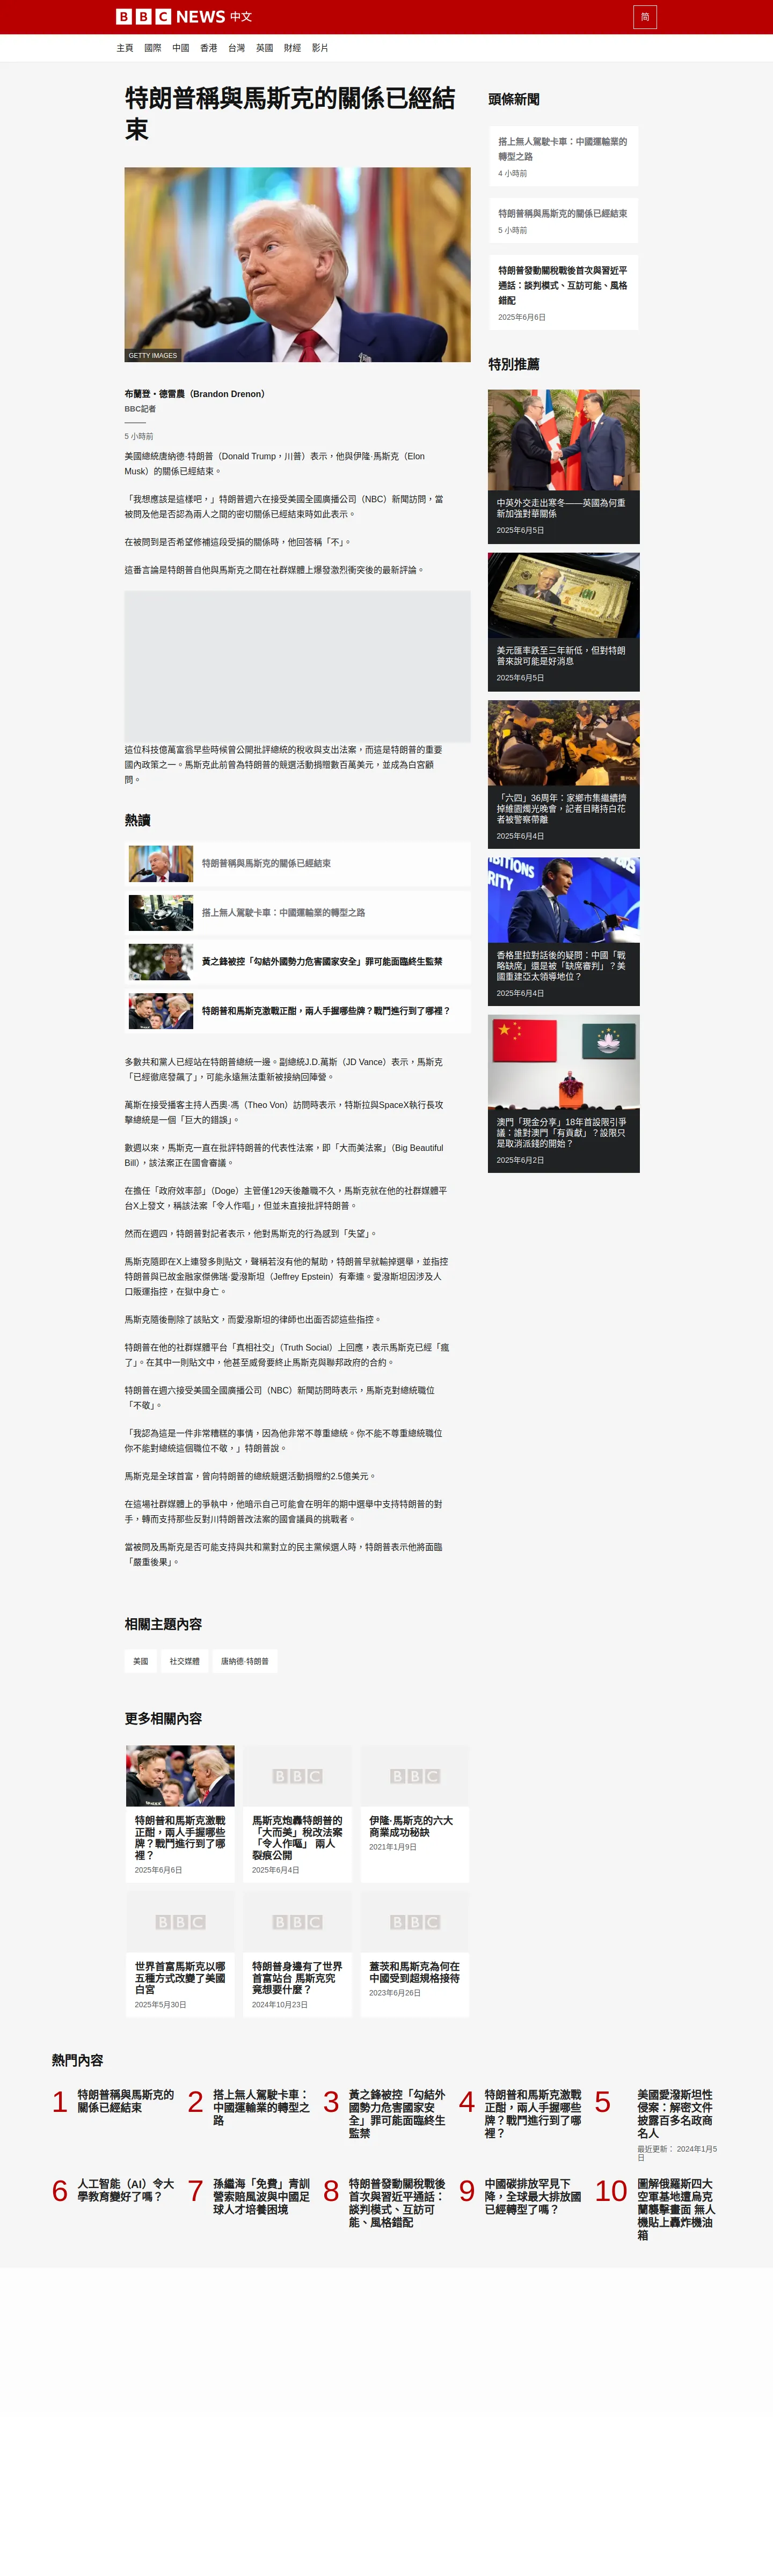 BBC NEWS 中文
简
主頁 國際 中國 香港 台灣 英國 財經 影片
特朗普稱與馬斯克的關係已經結
束
GETTY IMAGES
布蘭登・德雷農（Brandon Drenon）
BBC記者
5 小時前
美國總統唐納德·特朗普（Donald Trump，川普）表示，他與伊隆·馬斯克（Elon
Musk）的關係已經結束。
「我想應該是這樣吧，」特朗普週六在接受美國全國廣播公司（NBC）新聞訪問，當
被問及他是否認為兩人之間的密切關係已經結束時如此表示。
在被問到是否希望修補這段受損的關係時，他回答稱「不」。
這番言論是特朗普自他與馬斯克之間在社群媒體上爆發激烈衝突後的最新評論。
這位科技億萬富翁早些時候曾公開批評總統的稅收與支出法案，而這是特朗普的重要
國內政策之一。馬斯克此前曾為特朗普的競選活動捐贈數百萬美元，並成為白宮顧
問。
熱讀
特朗普稱與馬斯克的關係已經結束
搭上無人駕駛卡車：中國運輸業的轉型之路
黃之鋒被控「勾結外國勢力危害國家安全」罪可能面臨終生監禁
特朗普和馬斯克激戰正酣，兩人手握哪些牌？戰鬥進行到了哪裡？
多數共和黨人已經站在特朗普總統一邊。副總統J.D.萬斯（JD Vance）表示，馬斯克
「已經徹底發飆了」，可能永遠無法重新被接納回陣營。
萬斯在接受播客主持人西奧·馮（Theo Von）訪問時表示，特斯拉與SpaceX執行長攻
擊總統是一個「巨大的錯誤」。
數週以來，馬斯克一直在批評特朗普的代表性法案，即「大而美法案」（Big Beautiful
Bill），該法案正在國會審議。
在擔任「政府效率部」（Doge）主管僅129天後離職不久，馬斯克就在他的社群媒體平
台X上發文，稱該法案「令人作嘔」，但並未直接批評特朗普。
然而在週四，特朗普對記者表示，他對馬斯克的行為感到「失望」。
馬斯克隨即在X上連發多則貼文，聲稱若沒有他的幫助，特朗普早就輸掉選舉，並指控
特朗普與已故金融家傑佛瑞·愛潑斯坦（Jeffrey Epstein）有牽連。愛潑斯坦因涉及人
口販運指控，在獄中身亡。
馬斯克隨後刪除了該貼文，而愛潑斯坦的律師也出面否認這些指控。
特朗普在他的社群媒體平台「真相社交」（Truth Social）上回應，表示馬斯克已經「瘋
了」。在其中一則貼文中，他甚至威脅要終止馬斯克與聯邦政府的合約。
特朗普在週六接受美國全國廣播公司（NBC）新聞訪問時表示，馬斯克對總統職位
「不敬」。
「我認為這是一件非常糟糕的事情，因為他非常不尊重總統。你不能不尊重總統職位
你不能對總統這個職位不敬，」特朗普說。
馬斯克是全球首富，曾向特朗普的總統競選活動捐贈約2.5億美元。
在這場社群媒體上的爭執中，他暗示自己可能會在明年的期中選舉中支持特朗普的對
手，轉而支持那些反對川特朗普改法案的國會議員的挑戰者。
當被問及馬斯克是否可能支持與共和黨對立的民主黨候選人時，特朗普表示他將面臨
「嚴重後果」。
相關主題內容
美國 社交媒體 唐納德·特朗普
更多相關內容
特朗普和馬斯克激戰
正酣，兩人手握哪些
牌？戰鬥進行到了哪
裡？
2025年6月6日
BBC
馬斯克炮轟特朗普的
「大而美」稅改法案
「令人作嘔」 兩人
裂痕公開
2025年6月4日
BBC
伊隆·馬斯克的六大
商業成功秘訣
2021年1月9日
世界首富馬斯克以哪
五種方式改變了美國
白宮
2025年5月30日
BBC
特朗普身邊有了世界
首富站台 馬斯克究
竟想要什麼？
2024年10月23日
BBC
蓋茨和馬斯克為何在
中國受到超規格接待
2023年6月26日
BBC
頭條新聞
搭上無人駕駛卡車：中國運輸業的
轉型之路
4 小時前
特朗普稱與馬斯克的關係已經結束
5 小時前
特朗普發動關稅戰後首次與習近平
通話：談判模式、互訪可能、風格
錯配
2025年6月6日
特別推薦
中英外交走出寒冬——英國為何重
新加強對華關係
2025年6月5日
美元匯率跌至三年新低，但對特朗
普來說可能是好消息
2025年6月5日
「六四」36周年：家鄉市集繼續擠
掉維園燭光晚會，記者目睹持白花
者被警察帶離
2025年6月4日
香格里拉對話後的疑問：中國「戰
略缺席」還是被「缺席審判」？美
國重建亞太領導地位？
2025年6月4日
澳門「現金分享」18年首設限引爭
議：誰對澳門「有貢獻」？設限只
是取消派錢的開始？
2025年6月2日
熱門內容
1 特朗普稱與馬斯克的
關係已經結束
2 搭上無人駕駛卡車：
中國運輸業的轉型之
路
3 黃之鋒被控「勾結外
國勢力危害國家安
全」罪可能面臨終生
監禁
4 特朗普和馬斯克激戰
正酣，兩人手握哪些
牌？戰鬥進行到了哪
裡？
5 美國愛潑斯坦性
侵案：解密文件
披露百多名政商
名人
最近更新： 2024年1月5
日
6 人工智能（AI）令大
學教育變好了嗎？
7 孫繼海「免費」青訓
營索賠風波與中國足
球人才培養困境
8 特朗普發動關稅戰後
首次與習近平通話：
談判模式、互訪可
能、風格錯配
9 中國碳排放罕見下
降，全球最大排放國
已經轉型了嗎？
10 圖解俄羅斯四大
空軍基地遭烏克
蘭襲擊畫面 無人
機貼上轟炸機油
箱